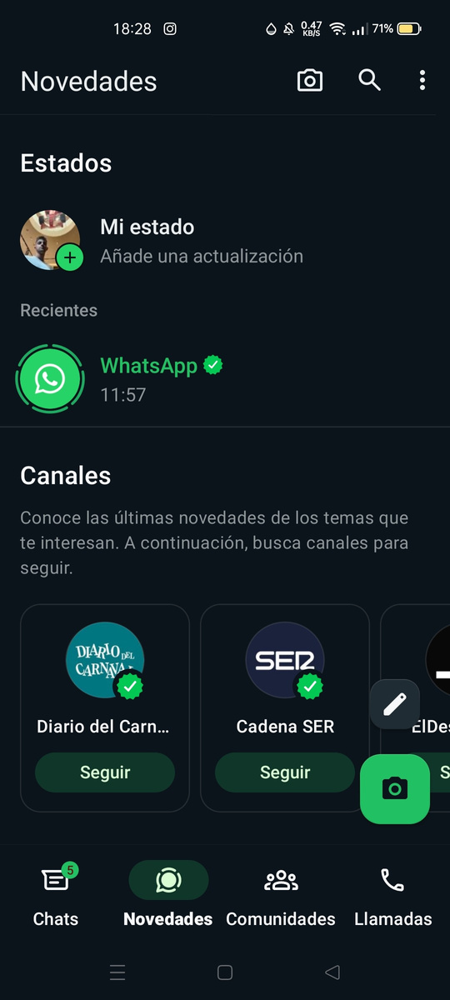 18:28
0.47
KB/S
71%
Novedades
Estados
Mi estado
Añade una actualización
Recientes
WhatsApp
11:57
Canales
Conoce las últimas novedades de los temas que
te interesan. A continuación, busca canales para
seguir.
DIARIO DEL
CARNAVAL
SER
Diario del Carn...
Cadena SER
ElDes
Seguir
Seguir
S
5
Chats
Novedades
Comunidades
Llamadas